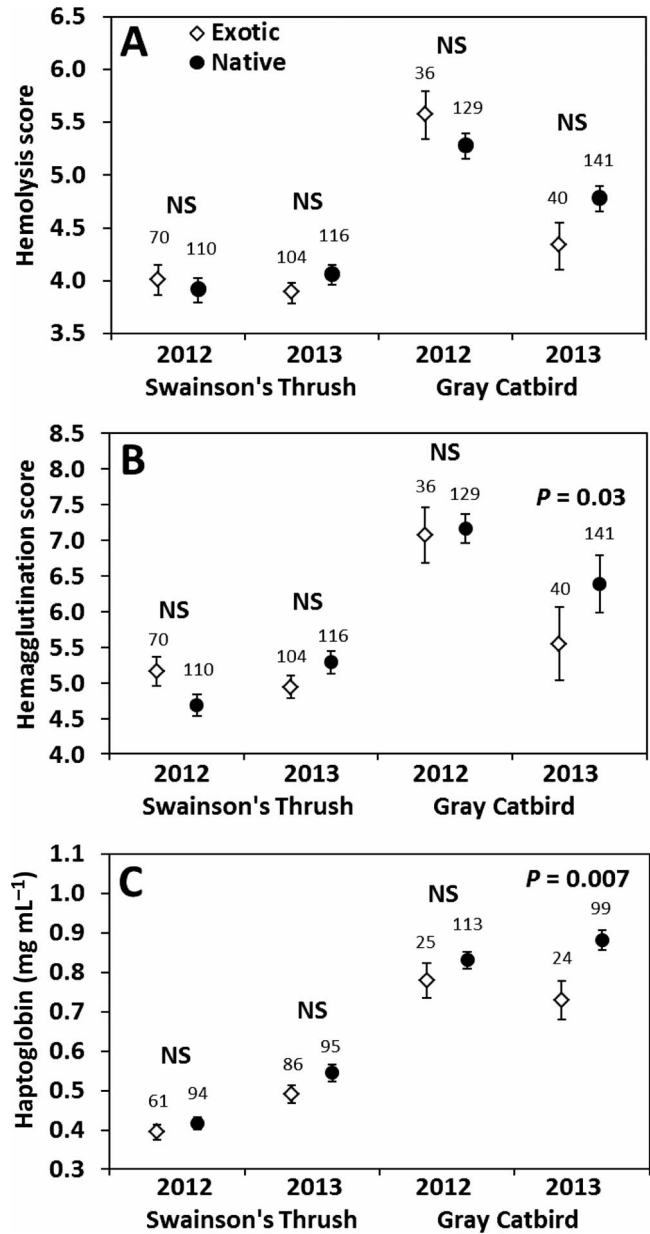 A
Exotic
Native
Hemolysis score
6.5
6.0
5.5
5.0
4.5
4.0
3.5
NS
70
110
NS
104
116
NS
36
129
NS
40
141
2012 2013 2012 2013
Swainson's Thrush Gray Catbird
B
Hemagglutination score
8.5
8.0
7.5
7.0
6.5
6.0
5.5
5.0
4.5
4.0
NS
70
110
NS
104
116
NS
36
129
P = 0.03
40
141
2012 2013 2012 2013
Swainson's Thrush Gray Catbird
C
Haptoglobin (mg mL⁻¹)
1.1
1.0
0.9
0.8
0.7
0.6
0.5
0.4
0.3
NS
61
94
NS
86
95
NS
25
113
P = 0.007
24
99
2012 2013 2012 2013
Swainson's Thrush Gray Catbird